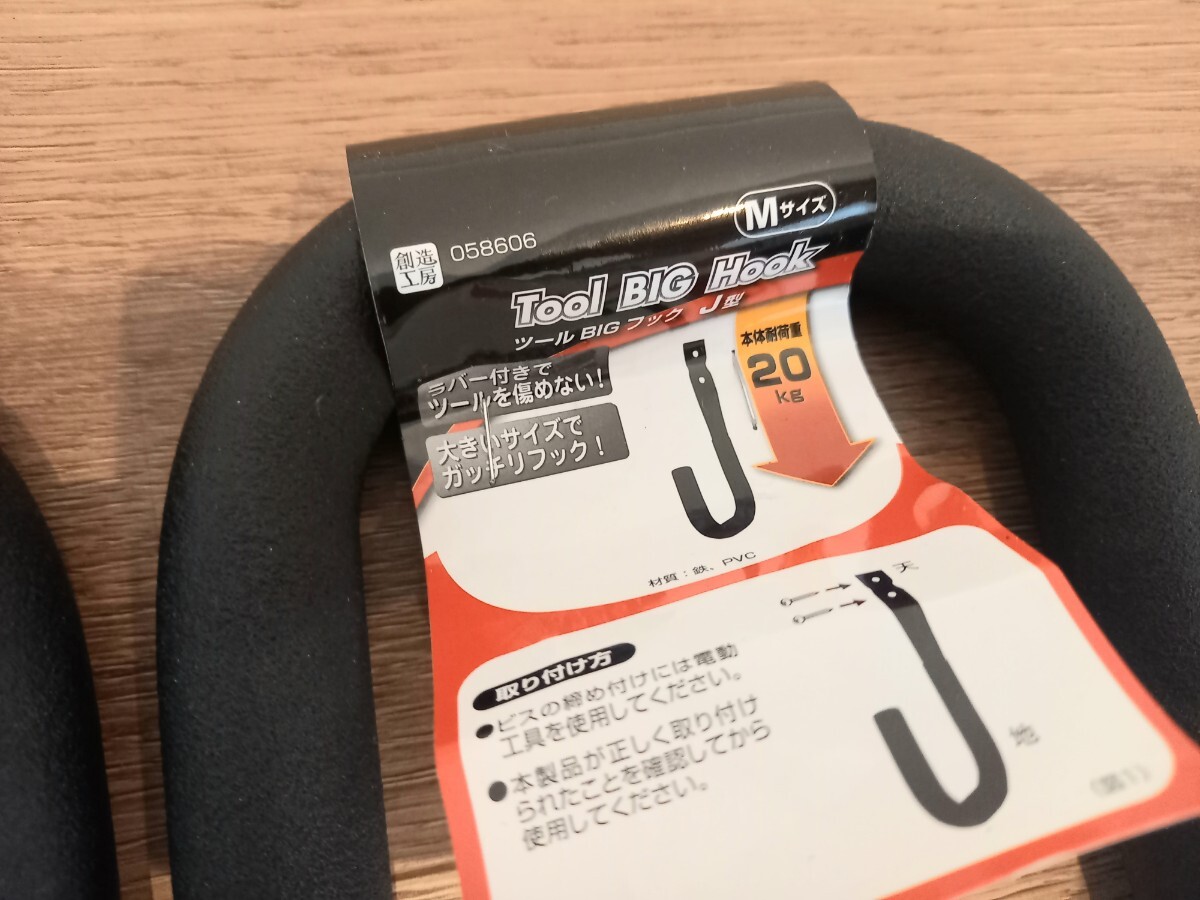 Mサイズ
創造
工房
058606
Tool BIG Hook
ツール BIG フック J型
ラバー付きで
ツールを傷めない!
大きいサイズで
ガッチリフック!
本体耐荷重
20
kg
材質:鉄、PVC
取り付け方
●ビスの締め付けには電動
工具を使用してください。
●本製品が正しく取り付け
られたことを確認してから
使用してください。
天
地
(図1)